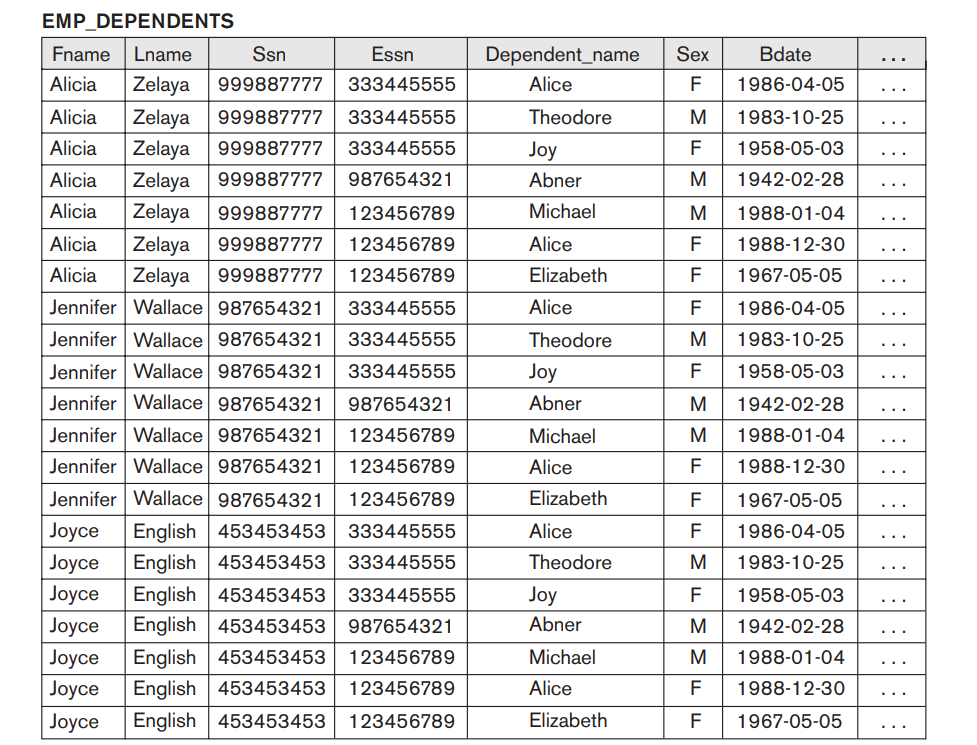 EMP_DEPENDENTS
Fname Lname Ssn Essn Dependent_name Sex Bdate ...
Alicia Zelaya 999887777 333445555 Alice F 1986-04-05 ...
Alicia Zelaya 999887777 333445555 Theodore M 1983-10-25 ...
Alicia Zelaya 999887777 333445555 Joy F 1958-05-03 ...
Alicia Zelaya 999887777 987654321 Abner M 1942-02-28 ...
Alicia Zelaya 999887777 123456789 Michael M 1988-01-04 ...
Alicia Zelaya 999887777 123456789 Alice F 1988-12-30 ...
Alicia Zelaya 999887777 123456789 Elizabeth F 1967-05-05 ...
Jennifer Wallace 987654321 333445555 Alice F 1986-04-05 ...
Jennifer Wallace 987654321 333445555 Theodore M 1983-10-25 ...
Jennifer Wallace 987654321 333445555 Joy F 1958-05-03 ...
Jennifer Wallace 987654321 987654321 Abner M 1942-02-28 ...
Jennifer Wallace 987654321 123456789 Michael M 1988-01-04 ...
Jennifer Wallace 987654321 123456789 Alice F 1988-12-30 ...
Jennifer Wallace 987654321 123456789 Elizabeth F 1967-05-05 ...
Joyce English 453453453 333445555 Alice F 1986-04-05 ...
Joyce English 453453453 333445555 Theodore M 1983-10-25 ...
Joyce English 453453453 333445555 Joy F 1958-05-03 ...
Joyce English 453453453 987654321 Abner M 1942-02-28 ...
Joyce English 453453453 123456789 Michael M 1988-01-04 ...
Joyce English 453453453 123456789 Alice F 1988-12-30 ...
Joyce English 453453453 123456789 Elizabeth F 1967-05-05 ...